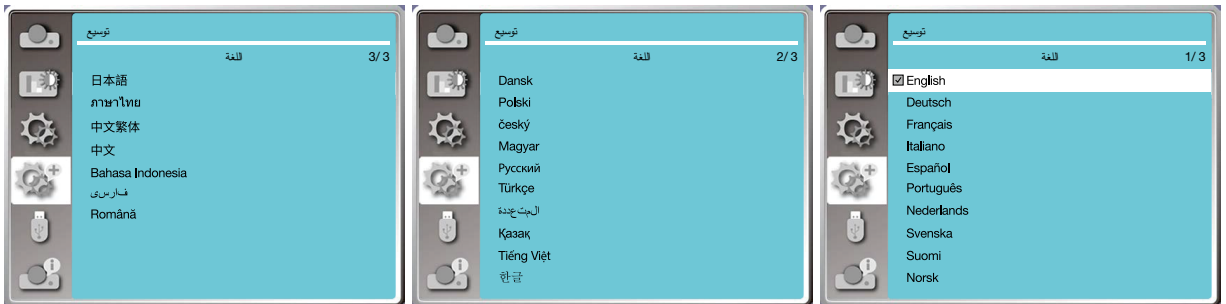 توسيع
اللغة 3/3
日本語
ภาษาไทย
中文繁体
中文
Bahasa Indonesia
فارسی
Română
توسيع
اللغة 2/3
Dansk
Polski
český
Magyar
Русский
Türkçe
المتعددة
Қазақ
Tiếng Việt
한글
توسيع
اللغة 1/3
English
Deutsch
Français
Italiano
Español
Português
Nederlands
Svenska
Suomi
Norsk